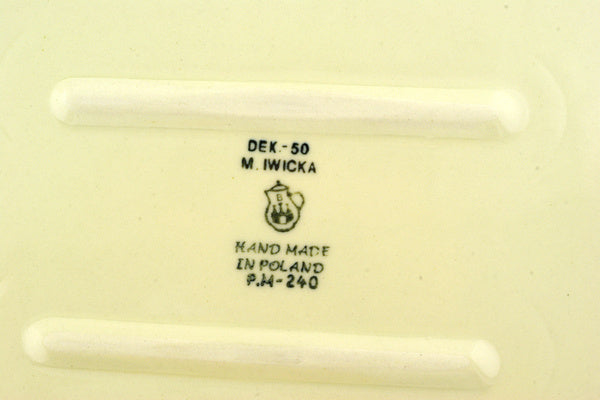 DEK.-50
M. IWICKA
B
HAND MADE
IN POLAND
P.M-240